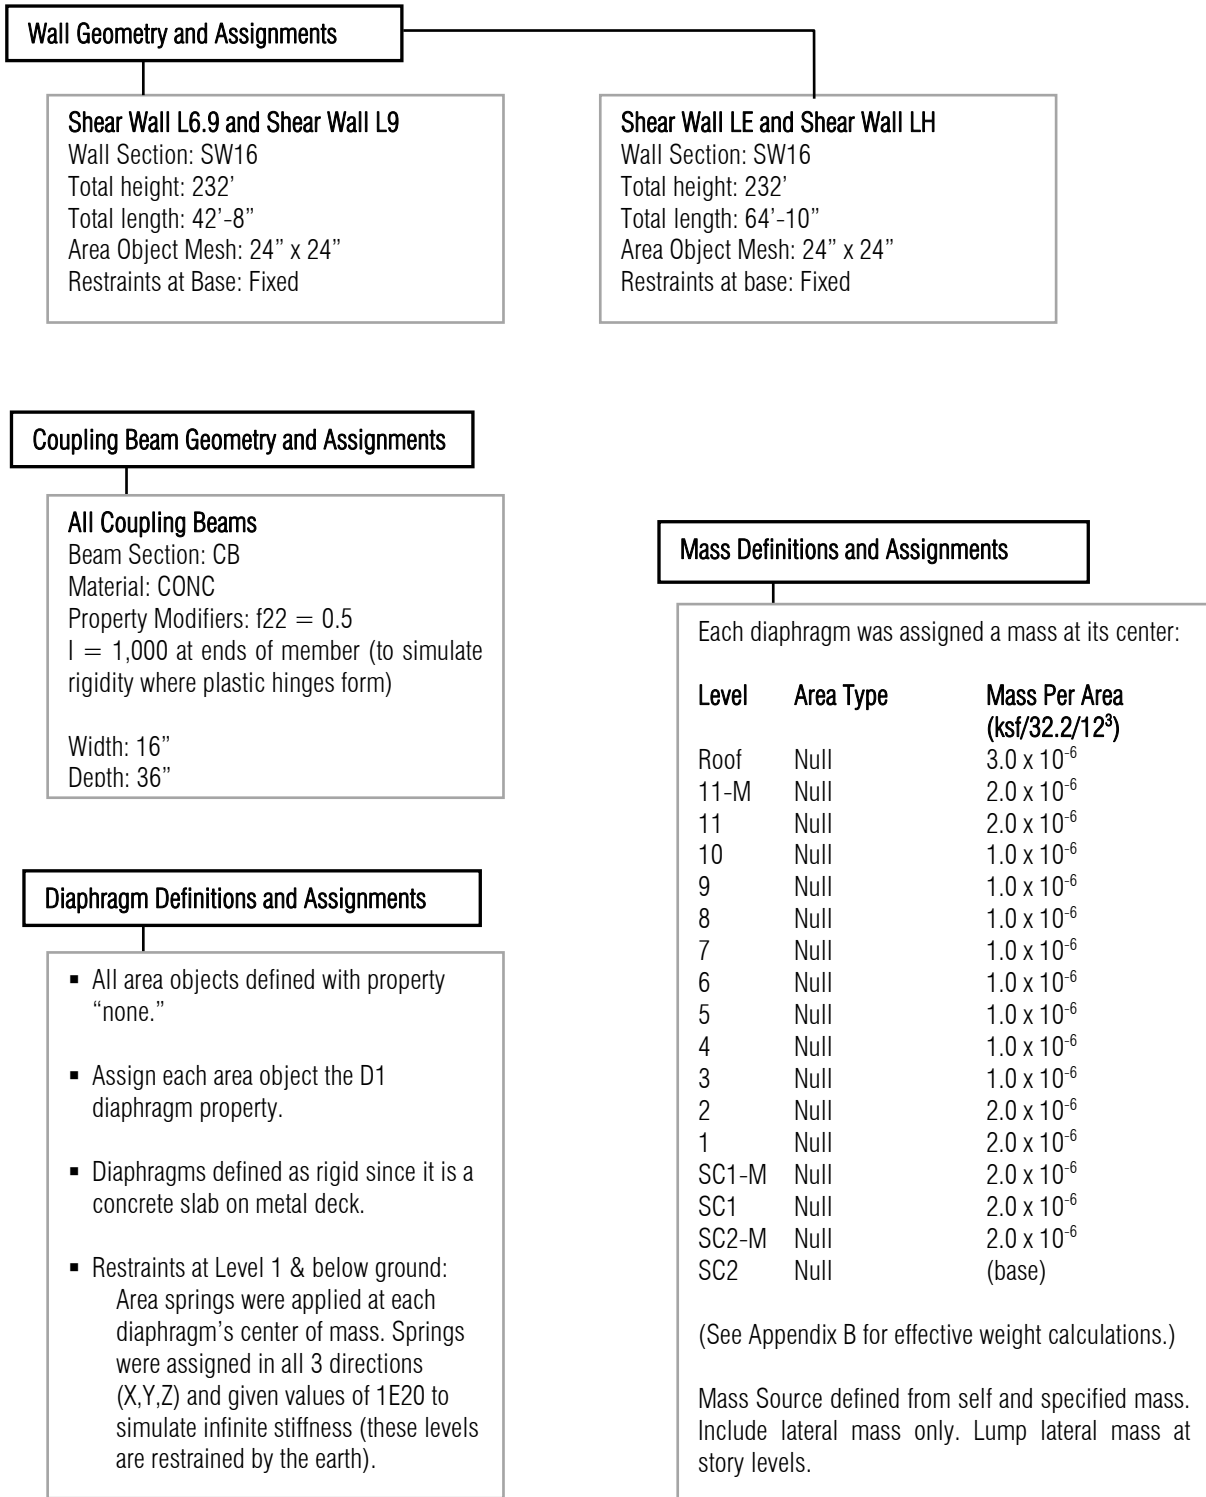 Wall Geometry and Assignments
Shear Wall L6.9 and Shear Wall L9
Wall Section: SW16
Total height: 232’
Total length: 42’-8”
Area Object Mesh: 24” x 24”
Restraints at Base: Fixed
Shear Wall LE and Shear Wall LH
Wall Section: SW16
Total height: 232’
Total length: 64’-10”
Area Object Mesh: 24” x 24”
Restraints at base: Fixed
Coupling Beam Geometry and Assignments
All Coupling Beams
Beam Section: CB
Material: CONC
Property Modifiers: f22 = 0.5
I = 1,000 at ends of member (to simulate
rigidity where plastic hinges form)
Width: 16”
Depth: 36”
Diaphragm Definitions and Assignments
▪ All area objects defined with property
“none.”
▪ Assign each area object the D1
diaphragm property.
▪ Diaphragms defined as rigid since it is a
concrete slab on metal deck.
▪ Restraints at Level 1 & below ground:
Area springs were applied at each
diaphragm’s center of mass. Springs
were assigned in all 3 directions
(X,Y,Z) and given values of 1E20 to
simulate infinite stiffness (these levels
are restrained by the earth).
Mass Definitions and Assignments
Each diaphragm was assigned a mass at its center:
Level Area Type Mass Per Area
(ksf/32.2/12³)
Roof Null 3.0 x 10⁻⁶
11-M Null 2.0 x 10⁻⁶
11 Null 2.0 x 10⁻⁶
10 Null 1.0 x 10⁻⁶
9 Null 1.0 x 10⁻⁶
8 Null 1.0 x 10⁻⁶
7 Null 1.0 x 10⁻⁶
6 Null 1.0 x 10⁻⁶
5 Null 1.0 x 10⁻⁶
4 Null 1.0 x 10⁻⁶
3 Null 1.0 x 10⁻⁶
2 Null 2.0 x 10⁻⁶
1 Null 2.0 x 10⁻⁶
SC1-M Null 2.0 x 10⁻⁶
SC1 Null 2.0 x 10⁻⁶
SC2-M Null 2.0 x 10⁻⁶
SC2 Null (base)
(See Appendix B for effective weight calculations.)
Mass Source defined from self and specified mass.
Include lateral mass only. Lump lateral mass at
story levels.